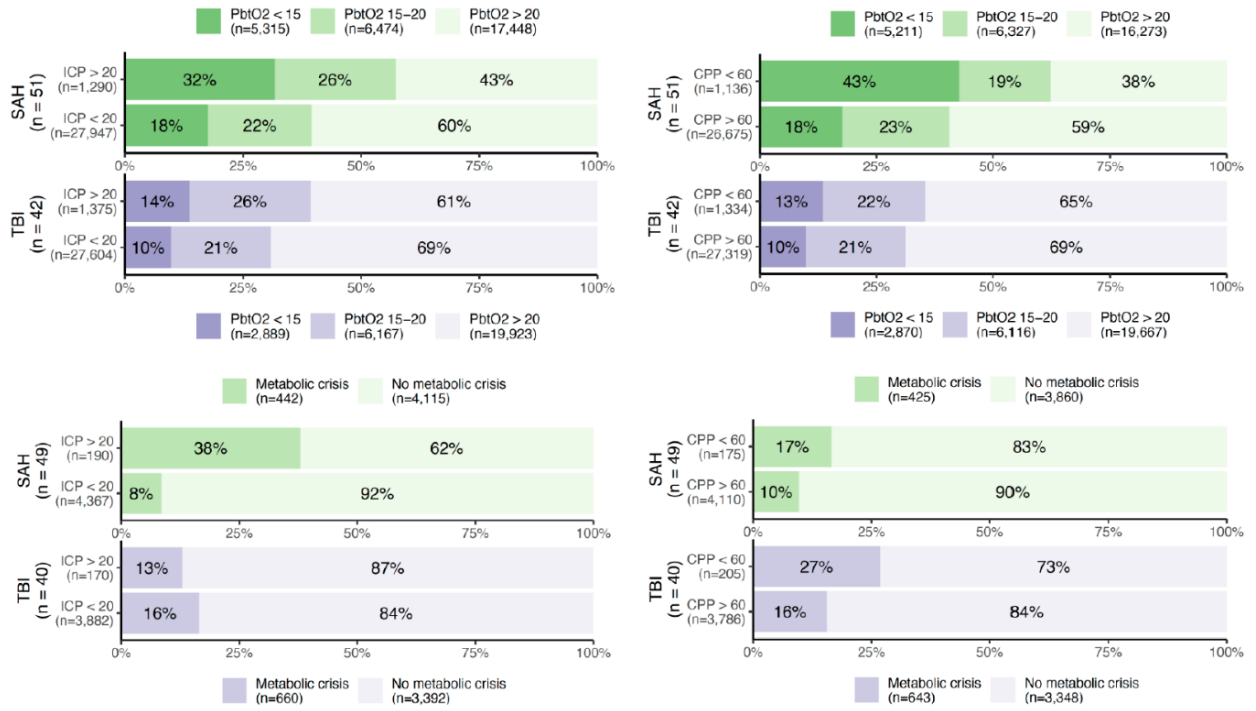 PbtO2 < 15 PbtO2 15–20 PbtO2 > 20
(n=5,315) (n=6,474) (n=17,448)
SAH
(n = 51)
ICP > 20
(n=1,290)
32% 26% 43%
ICP < 20
(n=27,947)
18% 22% 60%
0% 25% 50% 75% 100%
TBI
(n = 42)
ICP > 20
(n=1,375)
14% 26% 61%
ICP < 20
(n=27,604)
10% 21% 69%
0% 25% 50% 75% 100%
PbtO2 < 15 PbtO2 15–20 PbtO2 > 20
(n=2,889) (n=6,167) (n=19,923)
PbtO2 < 15 PbtO2 15–20 PbtO2 > 20
(n=5,211) (n=6,327) (n=16,273)
SAH
(n = 51)
CPP < 60
(n=1,136)
43% 19% 38%
CPP > 60
(n=26,675)
18% 23% 59%
0% 25% 50% 75% 100%
TBI
(n = 42)
CPP < 60
(n=1,334)
13% 22% 65%
CPP > 60
(n=27,319)
10% 21% 69%
0% 25% 50% 75% 100%
PbtO2 < 15 PbtO2 15–20 PbtO2 > 20
(n=2,870) (n=6,116) (n=19,667)
Metabolic crisis No metabolic crisis
(n=442) (n=4,115)
SAH
(n = 49)
ICP > 20
(n=190)
38% 62%
ICP < 20
(n=4,367)
8% 92%
0% 25% 50% 75% 100%
TBI
(n = 40)
ICP > 20
(n=170)
13% 87%
ICP < 20
(n=3,882)
16% 84%
0% 25% 50% 75% 100%
Metabolic crisis No metabolic crisis
(n=660) (n=3,392)
Metabolic crisis No metabolic crisis
(n=425) (n=3,860)
SAH
(n = 49)
CPP < 60
(n=175)
17% 83%
CPP > 60
(n=4,110)
10% 90%
0% 25% 50% 75% 100%
TBI
(n = 40)
CPP < 60
(n=205)
27% 73%
CPP > 60
(n=3,786)
16% 84%
0% 25% 50% 75% 100%
Metabolic crisis No metabolic crisis
(n=643) (n=3,348)